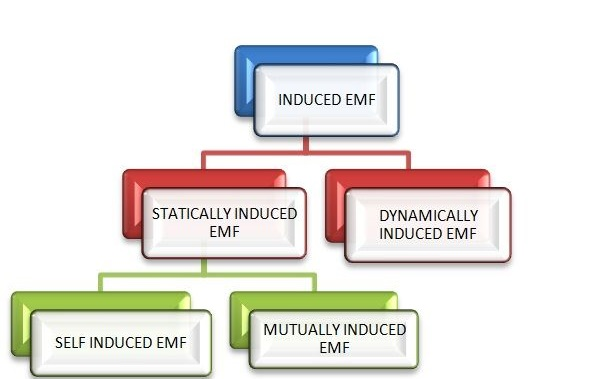 INDUCED EMF
STATICALLY INDUCED
EMF
DYNAMICALLY
INDUCED EMF
SELF INDUCED EMF
MUTUALLY INDUCED
EMF